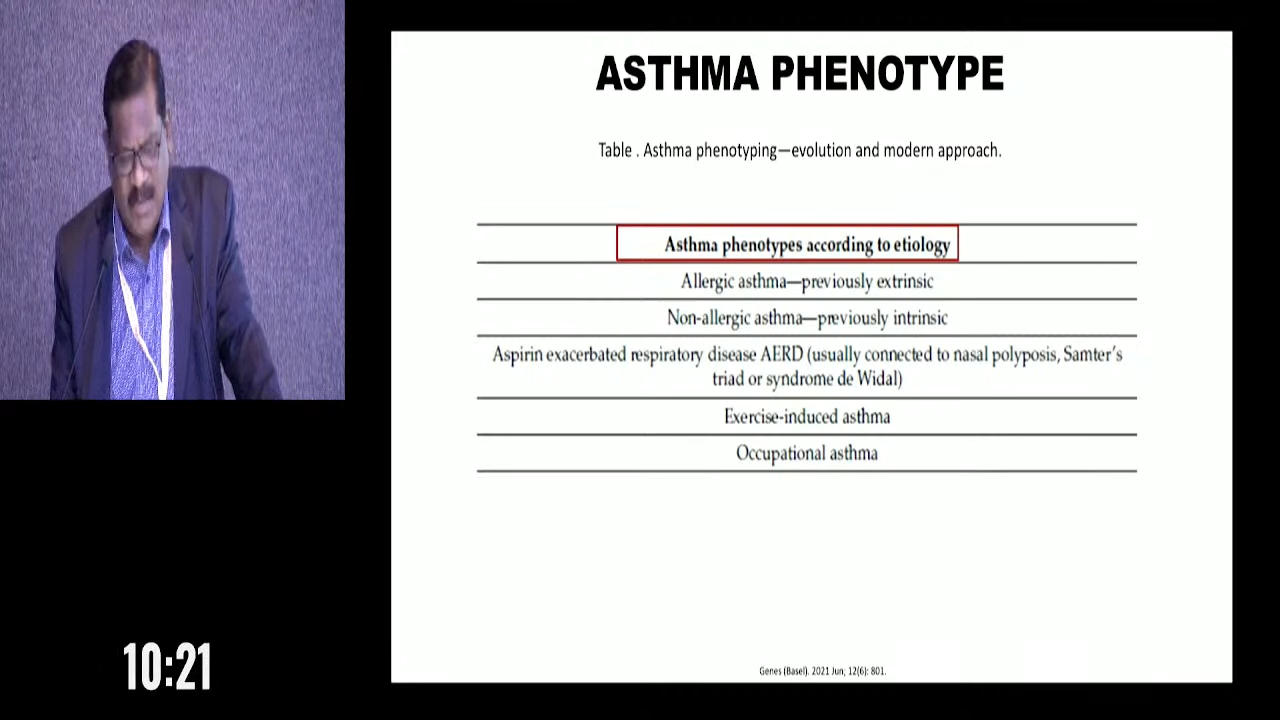 ASTHMA PHENOTYPE
Table . Asthma phenotyping—evolution and modern approach.
Asthma phenotypes according to etiology
Allergic asthma—previously extrinsic
Non-allergic asthma—previously intrinsic
Aspirin exacerbated respiratory disease AERD (usually connected to nasal polyposis, Samter's
triad or syndrome de Widal)
Exercise-induced asthma
Occupational asthma
10:21
Genes (Basel). 2021 Jun; 12(6): 801.